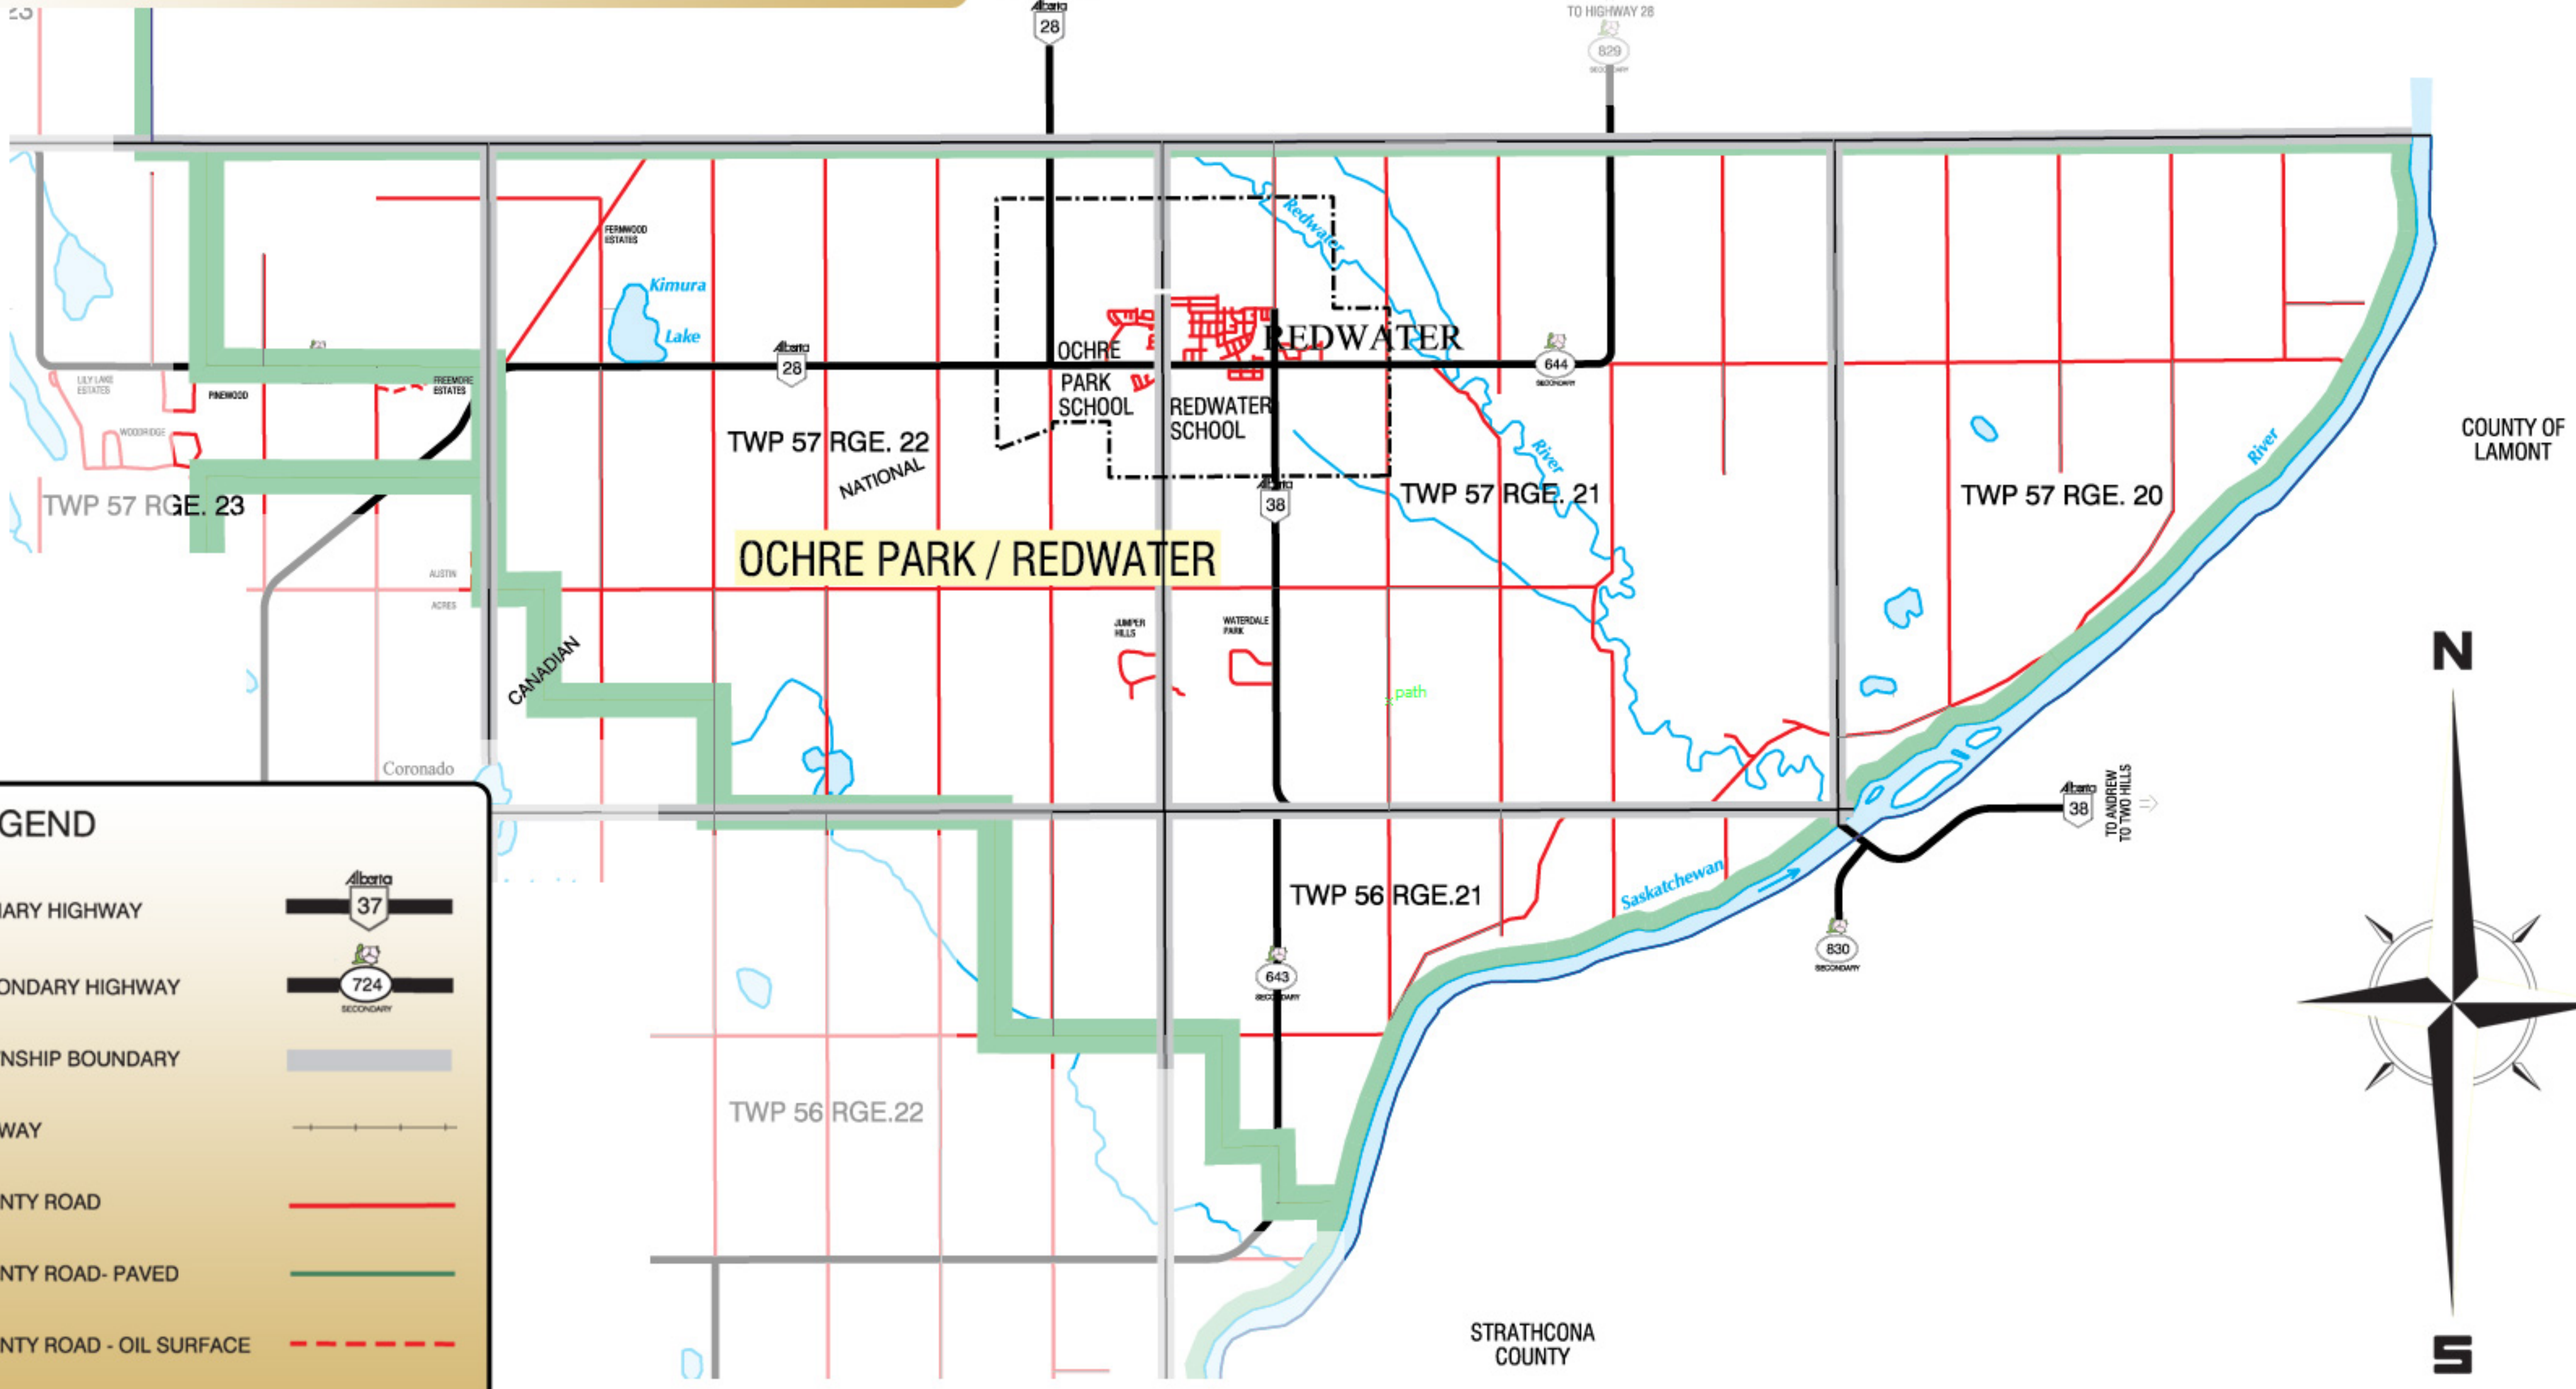 23
Alberta
28
TO HIGHWAY 28
829
SECONDARY
FERNWOOD
ESTATES
Redwater
Kimura
Lake
Alberta
28
OCHRE
PARK
SCHOOL
REDWATER
REDWATER
SCHOOL
644
SECONDARY
LILY LAKE
ESTATES
PINEWOOD
FREEMORE
ESTATES
WOODRIDGE
COUNTY OF
LAMONT
River
River
TWP 57 RGE. 22
NATIONAL
TWP 57 RGE. 23
Alberta
38
TWP 57 RGE. 21
TWP 57 RGE. 20
OCHRE PARK / REDWATER
AUSTIN
ACRES
JUMPER
HILLS
WATERDALE
PARK
CANADIAN
path
N
Coronado
Alberta
38
TO ANDREW
TO TWO HILLS
GEND
Alberta
IARY HIGHWAY
37
ONDARY HIGHWAY
724
SECONDARY
NSHIP BOUNDARY
WAY
NTY ROAD
NTY ROAD- PAVED
NTY ROAD - OIL SURFACE
TWP 56 RGE.21
Saskatchewan
643
SECONDARY
830
SECONDARY
TWP 56 RGE.22
STRATHCONA
COUNTY
S